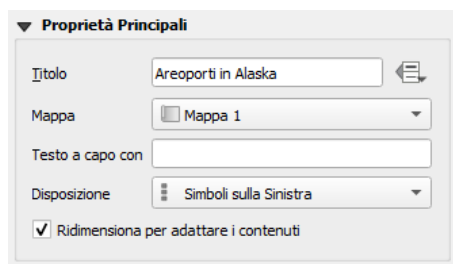 Proprietà Principali
Titolo Areoporti in Alaska
Mappa Mappa 1
Testo a capo con
Disposizione Simboli sulla Sinistra
Ridimensiona per adattare i contenuti